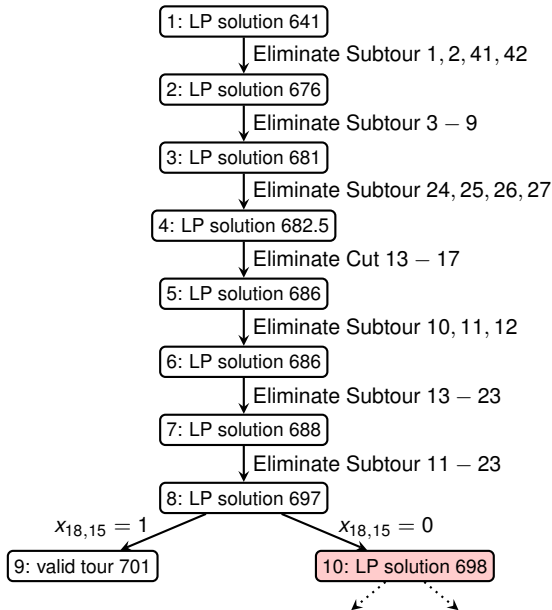 1: LP solution 641
Eliminate Subtour 1, 2, 41, 42
2: LP solution 676
Eliminate Subtour 3 − 9
3: LP solution 681
Eliminate Subtour 24, 25, 26, 27
4: LP solution 682.5
Eliminate Cut 13 − 17
5: LP solution 686
Eliminate Subtour 10, 11, 12
6: LP solution 686
Eliminate Subtour 13 − 23
7: LP solution 688
Eliminate Subtour 11 − 23
8: LP solution 697
x18,15 = 1
x18,15 = 0
9: valid tour 701
10: LP solution 698